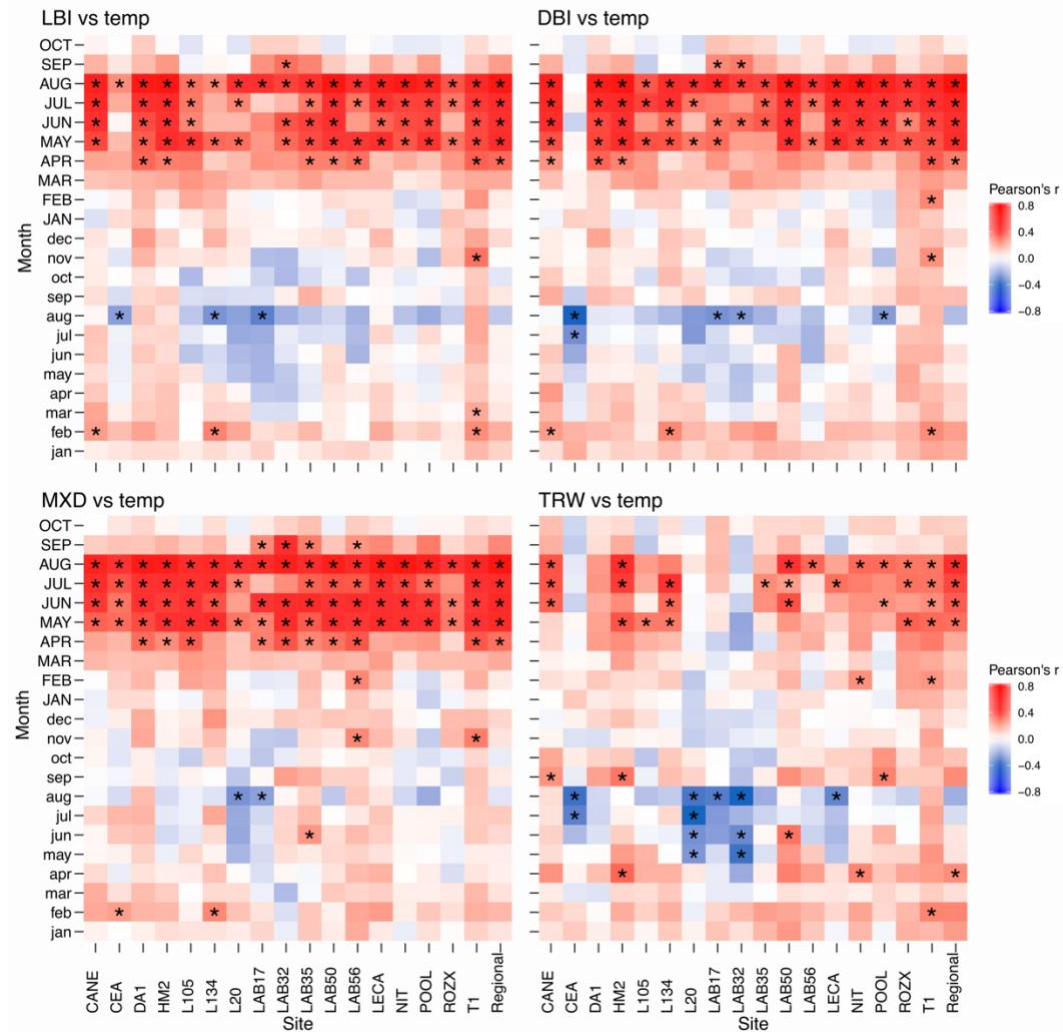 LBI vs temp
DBI vs temp
OCT
SEP
AUG
JUL
JUN
MAY
APR
MAR
FEB
JAN
dec
nov
oct
sep
aug
jul
jun
may
apr
mar
feb
jan
Month
Pearson's r
0.8
0.4
0.0
−0.4
−0.8
MXD vs temp
TRW vs temp
OCT
SEP
AUG
JUL
JUN
MAY
APR
MAR
FEB
JAN
dec
nov
oct
sep
aug
jul
jun
may
apr
mar
feb
jan
Month
Pearson's r
0.8
0.4
0.0
−0.4
−0.8
CANE
CEA
DA1
HM2
L105
L134
L20
LAB17
LAB32
LAB35
LAB50
LAB56
LECA
NIT
POOL
ROZX
T1
Regional
Site
CANE
CEA
DA1
HM2
L105
L134
L20
LAB17
LAB32
LAB35
LAB50
LAB56
LECA
NIT
POOL
ROZX
T1
Regional
Site